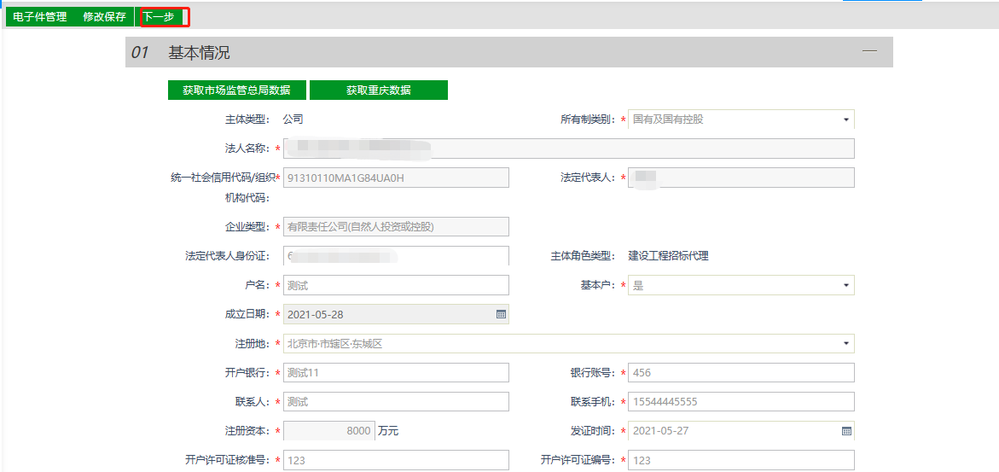 电子件管理 修改保存 下一步
01 基本情况
获取市场监管总局数据 获取重庆数据
主体类型： 公司 所有制类别： * 国有及国有控股
法人名称： *
统一社会信用代码/组织* 91310110MA1G84UA0H 法定代表人： *
机构代码：
企业类型： * 有限责任公司(自然人投资或控股)
法定代表人身份证： 6 主体角色类型： 建设工程招标代理
户名： * 测试 基本户： * 是
成立日期： * 2021-05-28
注册地： * 北京市·市辖区·东城区
开户银行： * 测试11 银行账号： * 456
联系人： * 测试 联系手机： * 15544445555
注册资本： * 8000 万元 发证时间： * 2021-05-27
开户许可证核准号： * 123 开户许可证编号： * 123